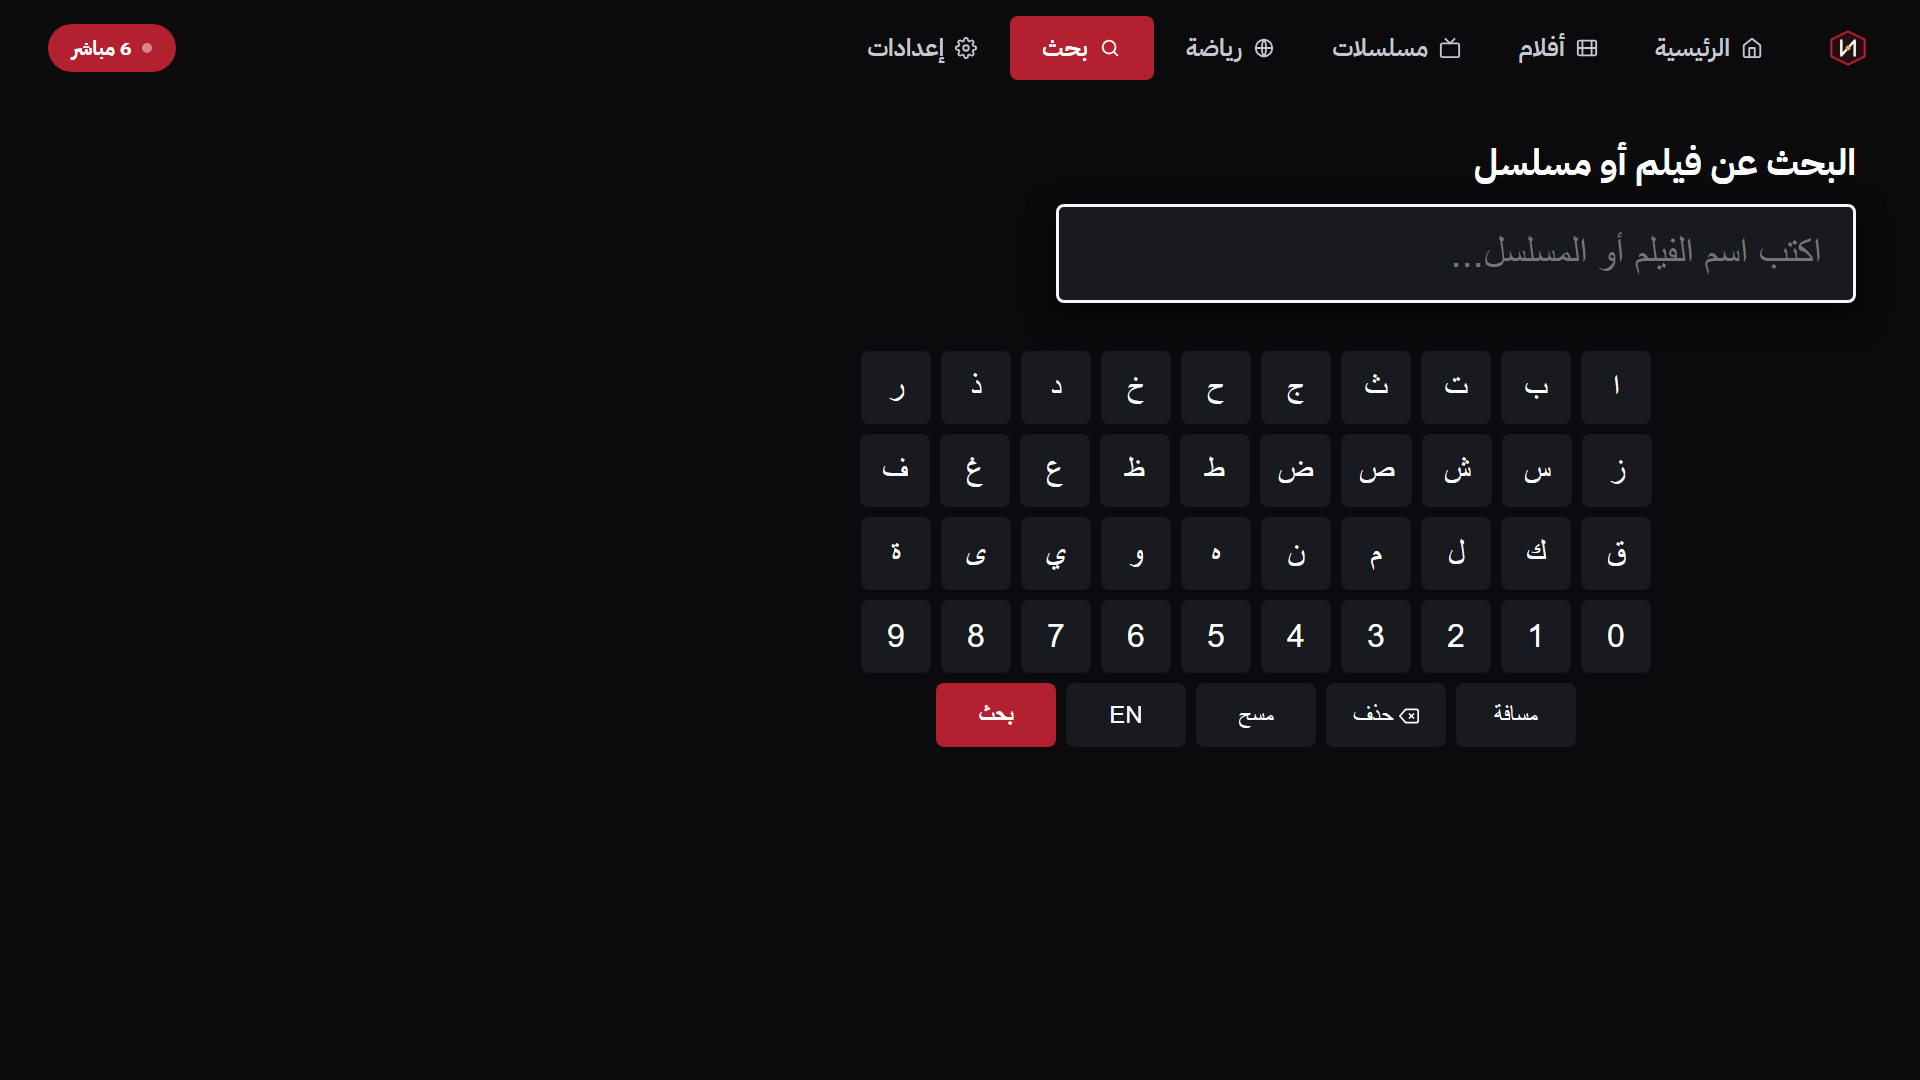 الرئيسية أفلام مسلسلات رياضة بحث إعدادات 6 مباشر
البحث عن فيلم أو مسلسل
اكتب اسم الفيلم أو المسلسل...
ا ب ت ث ج ح خ د ذ ر
ز س ش ص ض ط ظ ع غ ف
ق ك ل م ن ه و ي ى ة
0 1 2 3 4 5 6 7 8 9
مسافة حذف مسح EN بحث